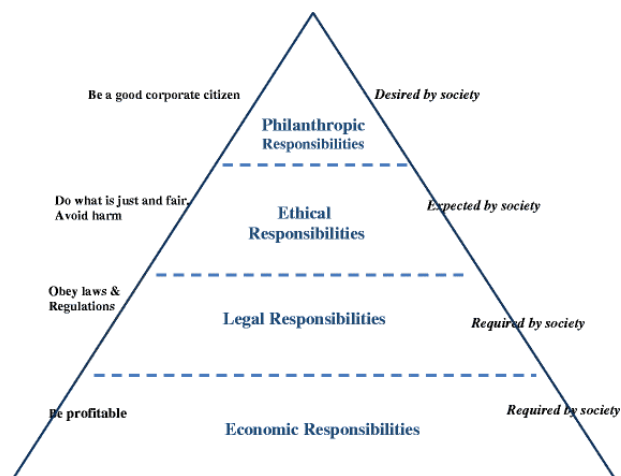 Be a good corporate citizen
Desired by society
Philanthropic
Responsibilities
Do what is just and fair,
Avoid harm
Expected by society
Ethical
Responsibilities
Obey laws &
Regulations
Legal Responsibilities
Required by society
Be profitable
Required by society
Economic Responsibilities